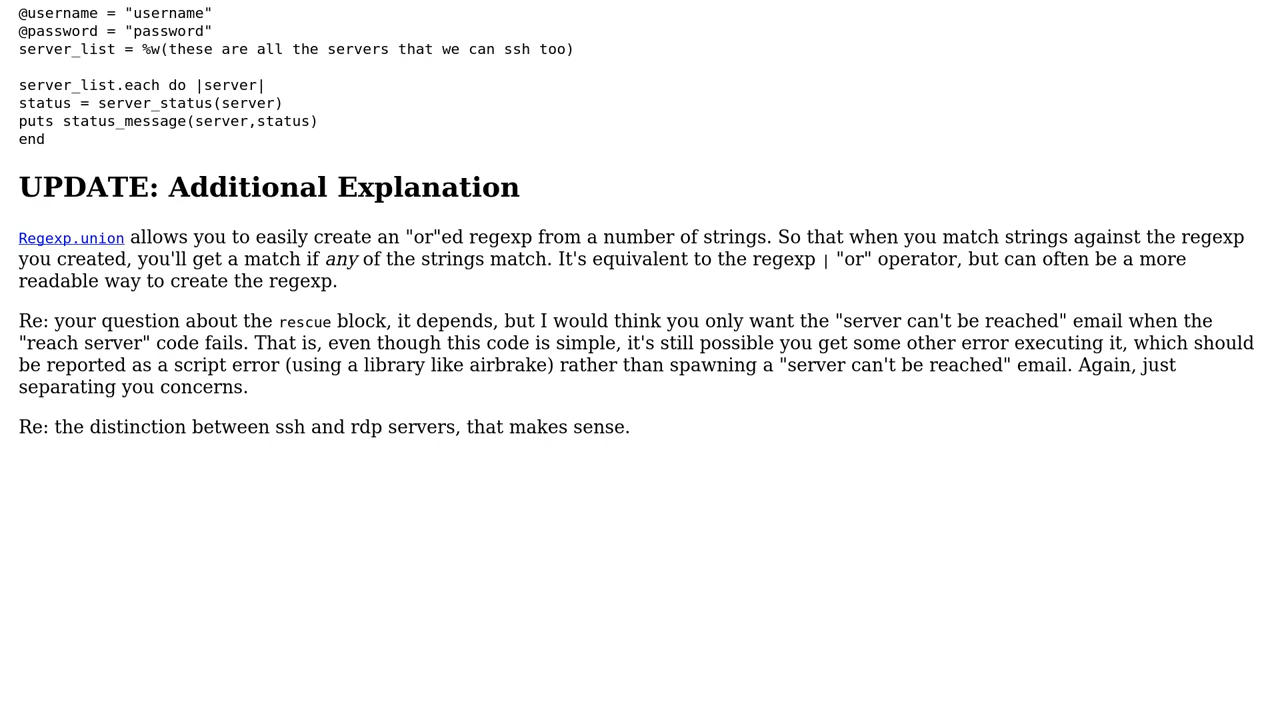 @username = "username"
@password = "password"
server_list = %w(these are all the servers that we can ssh too)
server_list.each do |server|
status = server_status(server)
puts status_message(server,status)
end
UPDATE: Additional Explanation
Regexp.union allows you to easily create an "or"ed regexp from a number of strings. So that when you match strings against the regexp
you created, you'll get a match if any of the strings match. It's equivalent to the regexp | "or" operator, but can often be a more
readable way to create the regexp.
Re: your question about the rescue block, it depends, but I would think you only want the "server can't be reached" email when the
"reach server" code fails. That is, even though this code is simple, it's still possible you get some other error executing it, which should
be reported as a script error (using a library like airbrake) rather than spawning a "server can't be reached" email. Again, just
separating you concerns.
Re: the distinction between ssh and rdp servers, that makes sense.